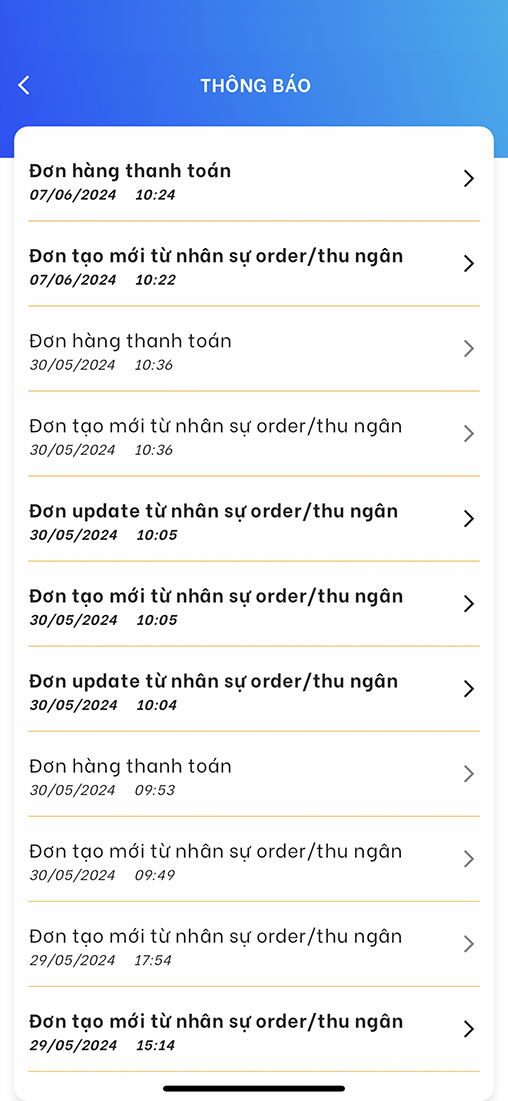 THÔNG BÁO
Đơn hàng thanh toán
07/06/2024 10:24
Đơn tạo mới từ nhân sự order/thu ngân
07/06/2024 10:22
Đơn hàng thanh toán
30/05/2024 10:36
Đơn tạo mới từ nhân sự order/thu ngân
30/05/2024 10:36
Đơn update từ nhân sự order/thu ngân
30/05/2024 10:05
Đơn tạo mới từ nhân sự order/thu ngân
30/05/2024 10:05
Đơn update từ nhân sự order/thu ngân
30/05/2024 10:04
Đơn hàng thanh toán
30/05/2024 09:53
Đơn tạo mới từ nhân sự order/thu ngân
30/05/2024 09:49
Đơn tạo mới từ nhân sự order/thu ngân
29/05/2024 17:54
Đơn tạo mới từ nhân sự order/thu ngân
29/05/2024 15:14